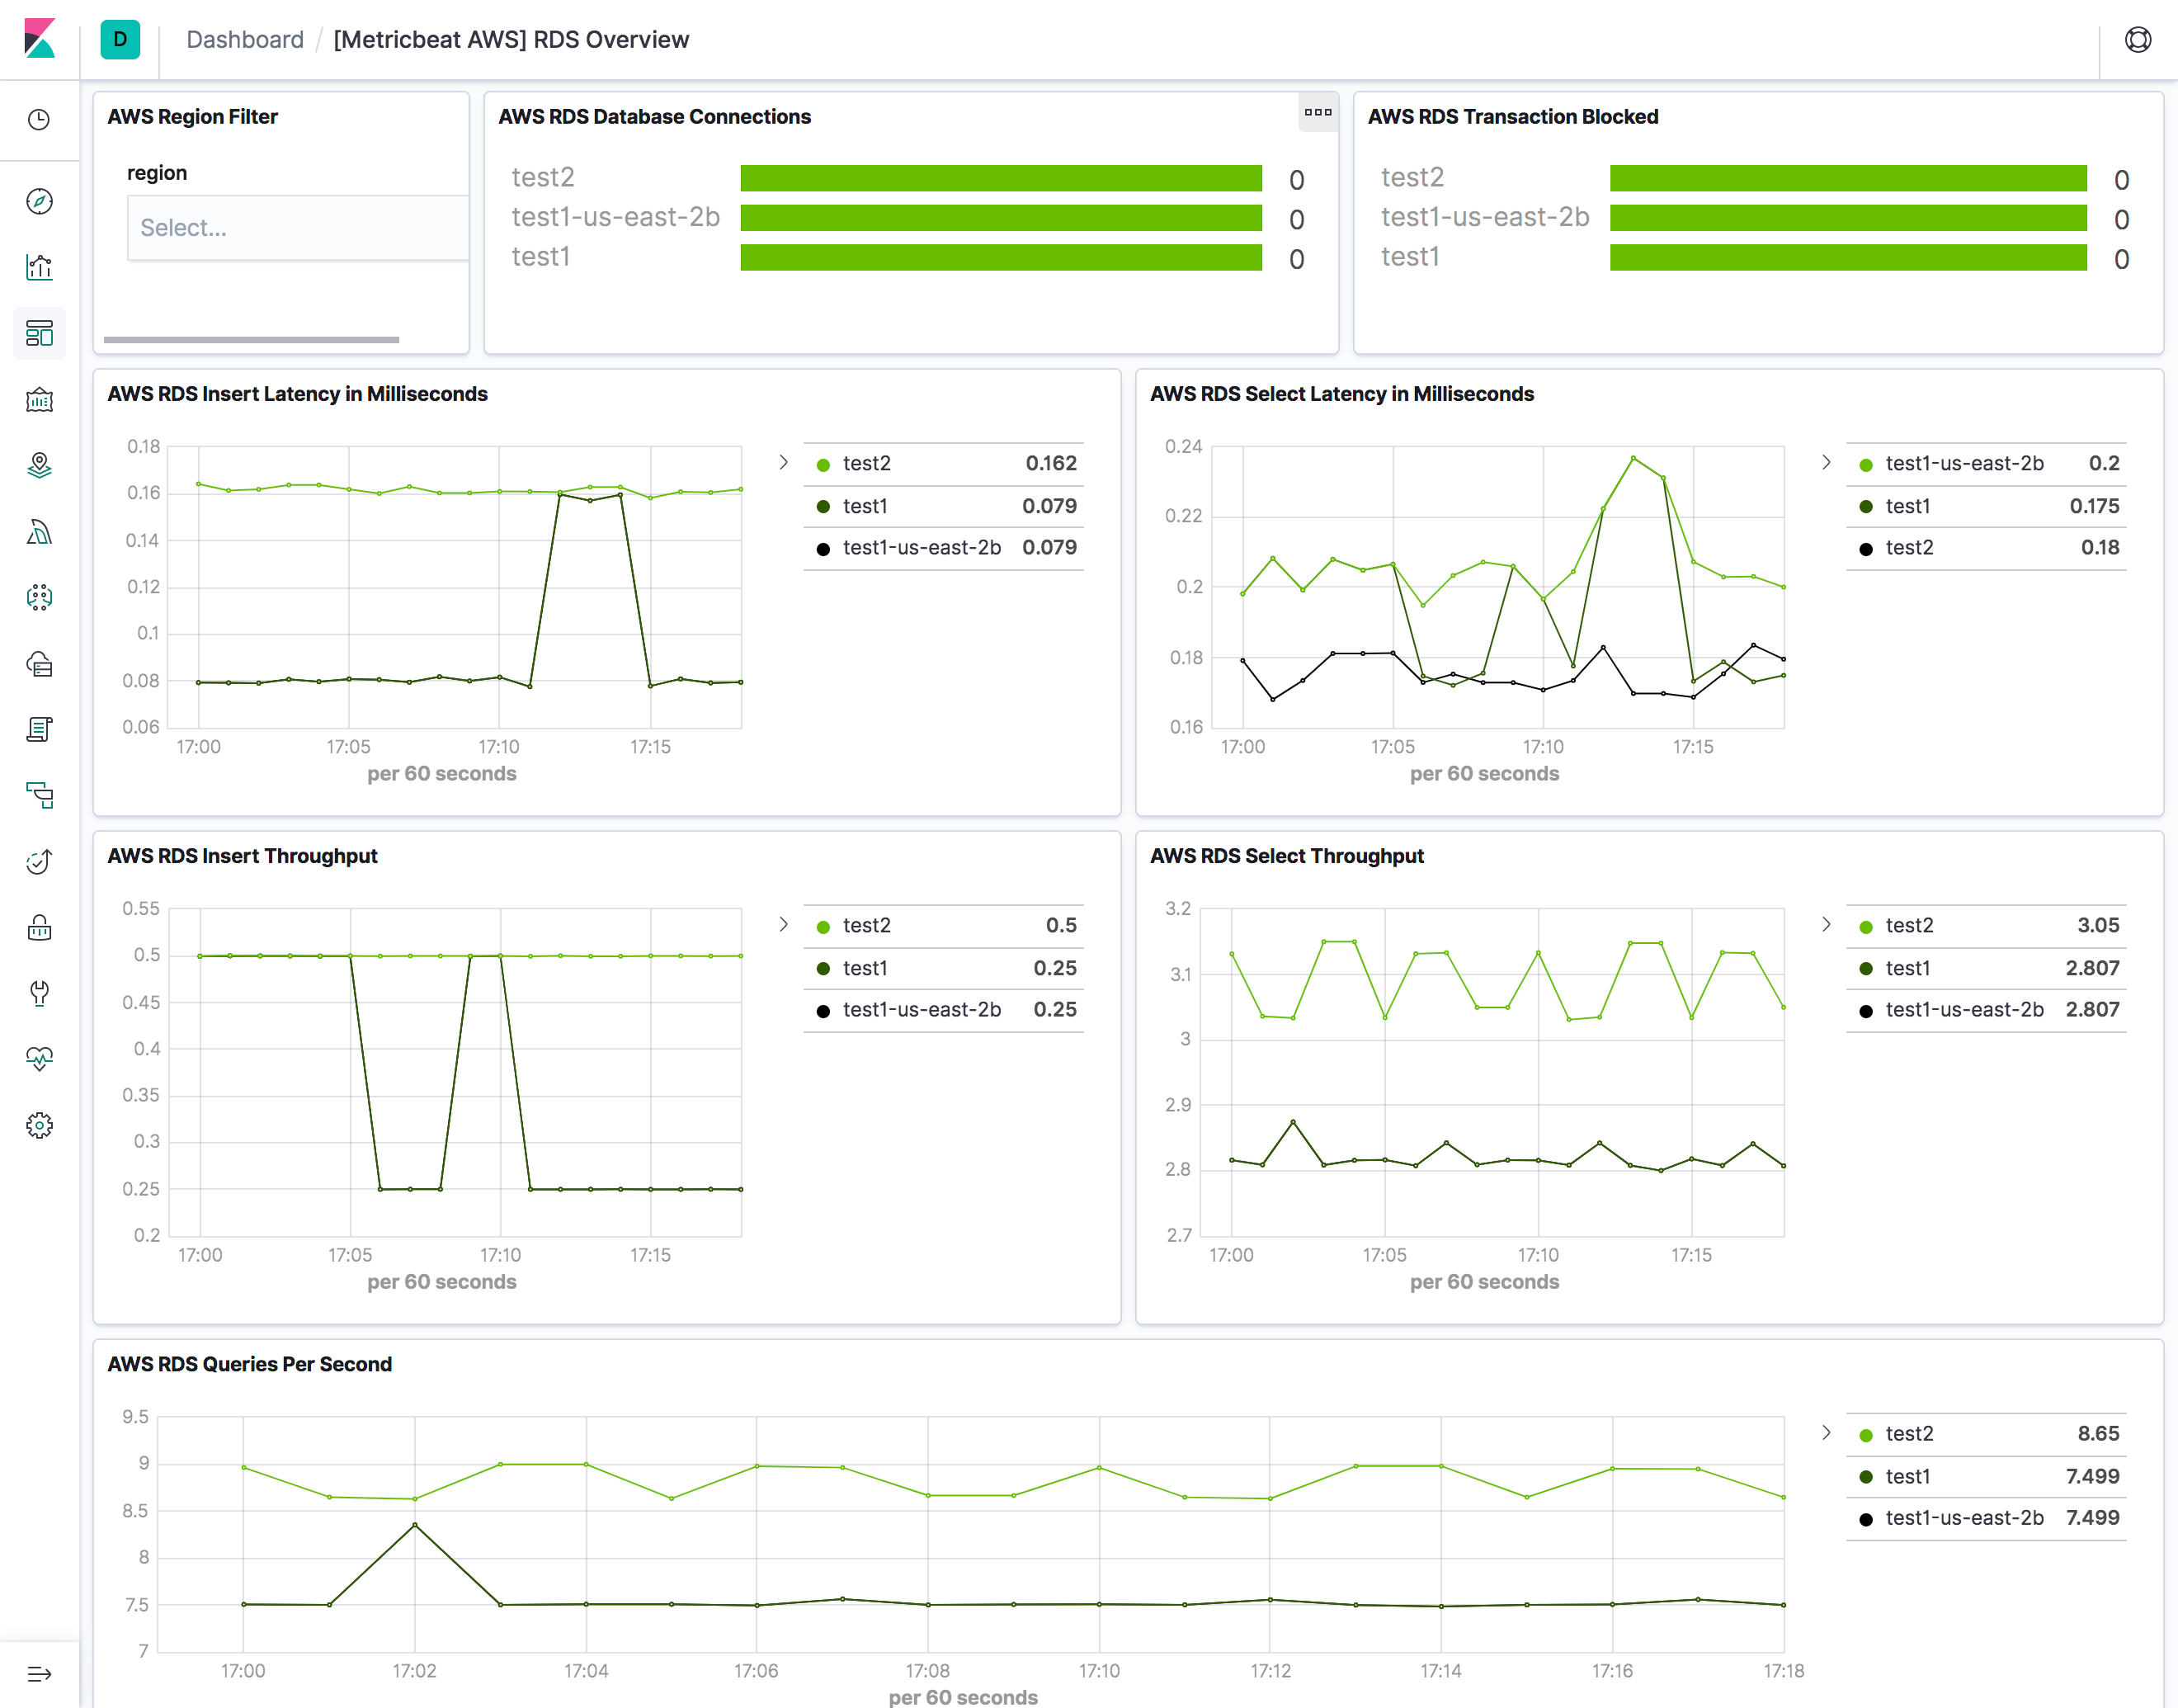 D Dashboard / [Metricbeat AWS] RDS Overview
AWS Region Filter
region
Select...
AWS RDS Database Connections
test2 0
test1-us-east-2b 0
test1 0
AWS RDS Transaction Blocked
test2 0
test1-us-east-2b 0
test1 0
AWS RDS Insert Latency in Milliseconds
0.18
0.16
0.14
0.12
0.1
0.08
0.06
17:00 17:05 17:10 17:15
per 60 seconds
test2 0.162
test1 0.079
test1-us-east-2b 0.079
AWS RDS Select Latency in Milliseconds
0.24
0.22
0.2
0.18
0.16
17:00 17:05 17:10 17:15
per 60 seconds
test1-us-east-2b 0.2
test1 0.175
test2 0.18
AWS RDS Insert Throughput
0.55
0.5
0.45
0.4
0.35
0.3
0.25
0.2
17:00 17:05 17:10 17:15
per 60 seconds
test2 0.5
test1 0.25
test1-us-east-2b 0.25
AWS RDS Select Throughput
3.2
3.1
3
2.9
2.8
2.7
17:00 17:05 17:10 17:15
per 60 seconds
test2 3.05
test1 2.807
test1-us-east-2b 2.807
AWS RDS Queries Per Second
9.5
9
8.5
8
7.5
7
17:00 17:02 17:04 17:06 17:08 17:10 17:12 17:14 17:16 17:18
per 60 seconds
test2 8.65
test1 7.499
test1-us-east-2b 7.499